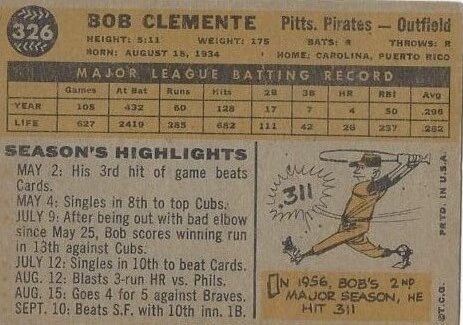 326
BOB CLEMENTE Pitts. Pirates — Outfield
HEIGHT: 5:11 WEIGHT: 175 BATS: R THROWS: R
BORN: AUGUST 18, 1934 HOME: CAROLINA, PUERTO RICO
MAJOR LEAGUE BATTING RECORD
Games At Bat Runs Hits 2B 3B HR RBI Avg.
YEAR 105 432 60 128 17 7 4 50 .296
LIFE 627 2419 285 682 111 42 26 237 .282
SEASON'S HIGHLIGHTS
MAY 2: His 3rd hit of game beats
Cards.
MAY 4: Singles in 8th to top Cubs.
JULY 9: After being out with bad elbow
since May 25, Bob scores winning run
in 13th against Cubs.
JULY 12: Singles in 10th to beat Cards.
AUG. 12: Blasts 3-run HR vs. Phils.
AUG. 15: Goes 4 for 5 against Braves.
SEPT. 10: Beats S.F. with 10th inn. 1B.
.311
IN 1956, BOB'S 2ND
MAJOR SEASON, HE
HIT 311
©T.C.G. PRTD. IN U.S.A.